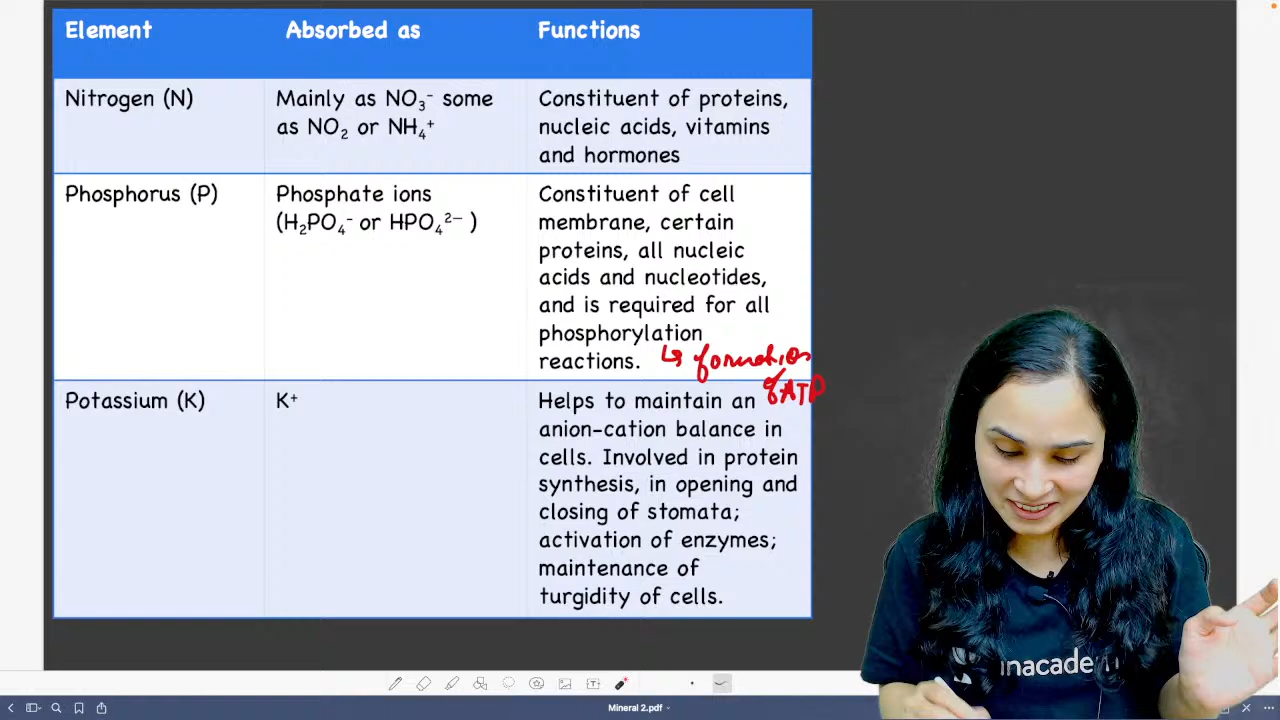 Element Absorbed as Functions
Nitrogen (N)
Mainly as NO₃⁻ some
as NO₂ or NH₄⁺
Constituent of proteins,
nucleic acids, vitamins
and hormones
Phosphorus (P)
Phosphate ions
(H₂PO₄⁻ or HPO₄²⁻ )
Constituent of cell
membrane, certain
proteins, all nucleic
acids and nucleotides,
and is required for all
phosphorylation
reactions.
↳ formation
of ATP
Potassium (K)
K⁺
Helps to maintain an
anion-cation balance in
cells. Involved in protein
synthesis, in opening and
closing of stomata;
activation of enzymes;
maintenance of
turgidity of cells.
unacadem
Mineral 2.pdf